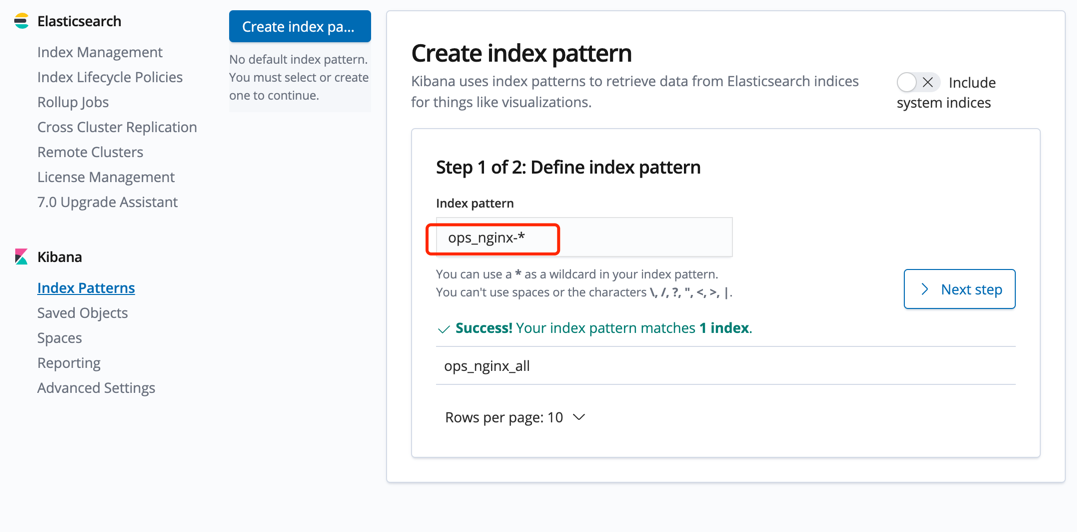 Elasticsearch
Index Management
Index Lifecycle Policies
Rollup Jobs
Cross Cluster Replication
Remote Clusters
License Management
7.0 Upgrade Assistant
Kibana
Index Patterns
Saved Objects
Spaces
Reporting
Advanced Settings
Create index pa...
No default index pattern.
You must select or create
one to continue.
Create index pattern
Kibana uses index patterns to retrieve data from Elasticsearch indices
for things like visualizations.
Include
system indices
Step 1 of 2: Define index pattern
Index pattern
ops_nginx-*
You can use a * as a wildcard in your index pattern.
You can't use spaces or the characters \, /, ?, ", <, >, |.
Next step
Success! Your index pattern matches 1 index.
ops_nginx_all
Rows per page: 10